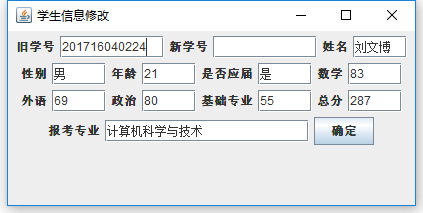 学生信息修改
旧学号 201716040224 新学号 姓名 刘文博
性别 男 年龄 21 是否应届 是 数学 83
外语 69 政治 80 基础专业 55 总分 287
报考专业 计算机科学与技术 确定